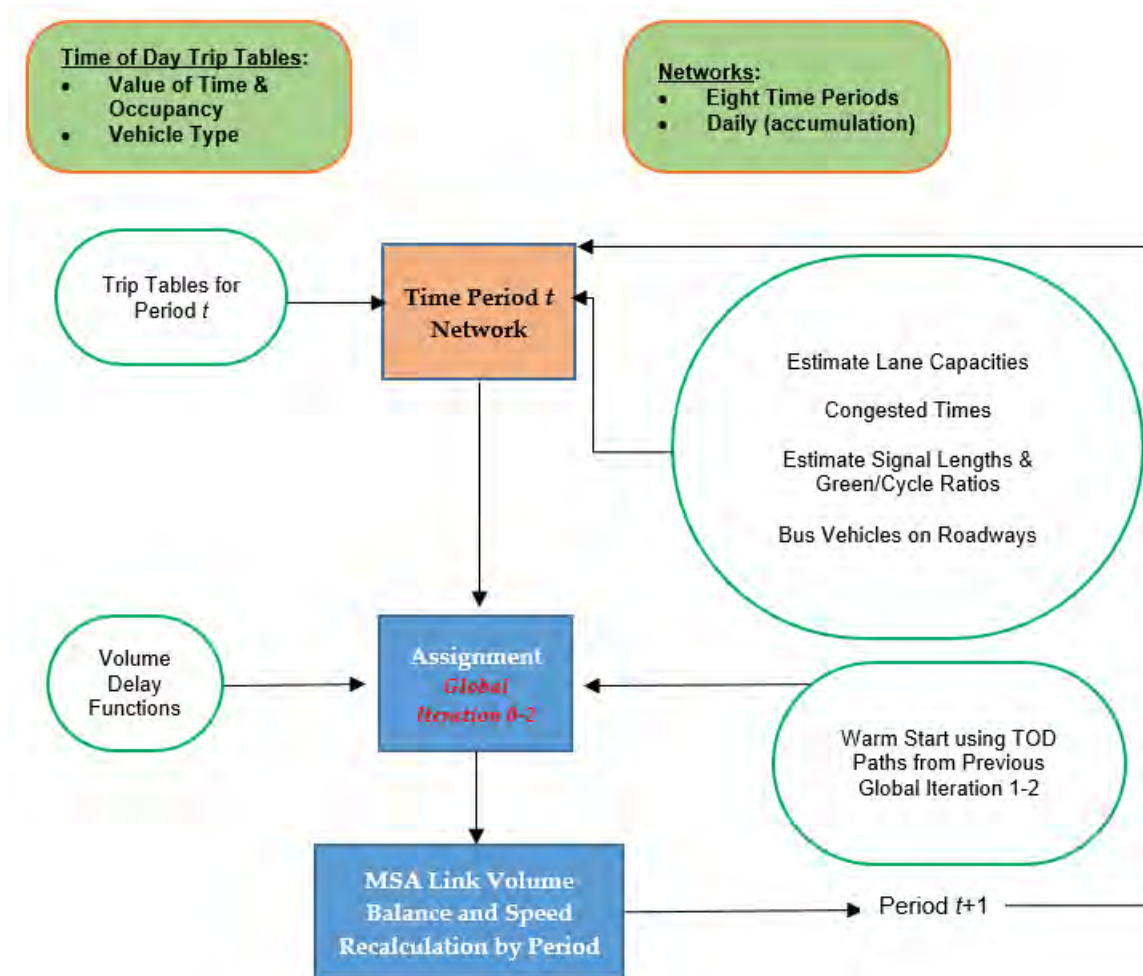 Time of Day Trip Tables:
• Value of Time &
Occupancy
• Vehicle Type
Networks:
• Eight Time Periods
• Daily (accumulation)
Trip Tables for
Period t
Time Period t
Network
Estimate Lane Capacities
Congested Times
Estimate Signal Lengths &
Green/Cycle Ratios
Bus Vehicles on Roadways
Volume
Delay
Functions
Assignment
Global
Iteration 0-2
Warm Start using TOD
Paths from Previous
Global Iteration 1-2
MSA Link Volume
Balance and Speed
Recalculation by Period
Period t+1